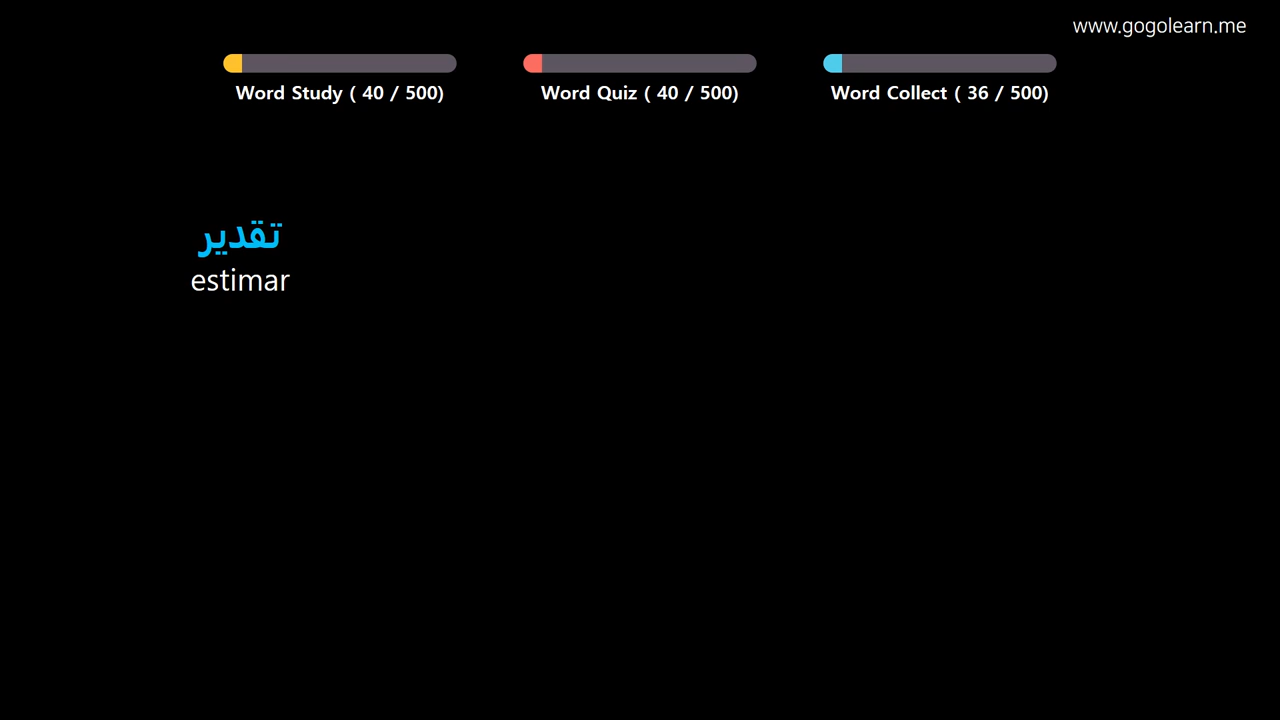 www.gogolearn.me
Word Study ( 40 / 500)
Word Quiz ( 40 / 500)
Word Collect ( 36 / 500)
تقدير
estimar